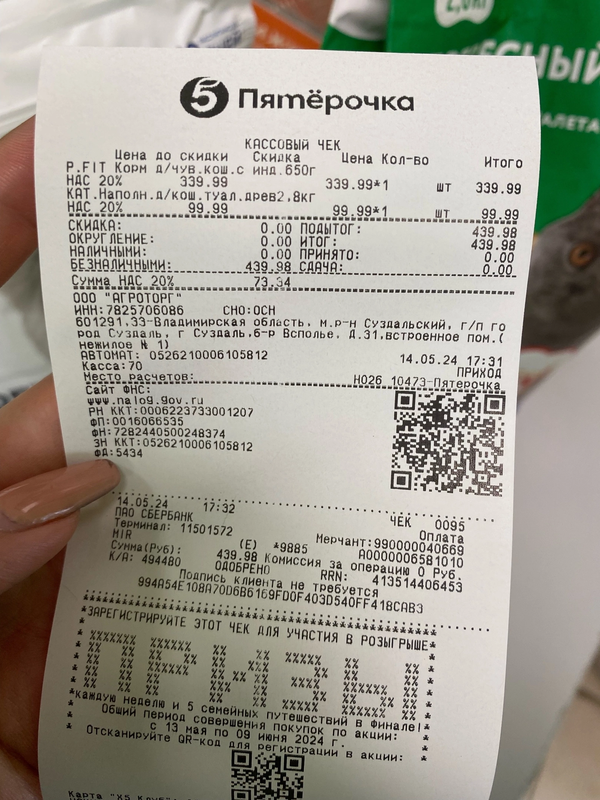 2,8КГ
5 Пятёрочка
КАССОВЫЙ ЧЕК
Цена до скидки Скидка Цена Кол-во Итого
P.FIT Корм д/чув.кош.с инд.650г
НДС 20% 339.99 339.99*1 шт 339.99
КАТ.Наполн.д/кош.туал.древ2,8кг
НДС 20% 99.99 99.99*1 шт 99.99
СКИДКА: 0.00 ПОДЫТОГ: 439.98
ОКРУГЛЕНИЕ: 0.00 ИТОГ: 439.98
НАЛИЧНЫМИ: 0.00 ПРИНЯТО: 0.00
БЕЗНАЛИЧНЫМИ: 439.98 СДАЧА: 0.00
Сумма НДС 20% 73.34
ООО "АГРОТОРГ"
ИНН:7825706086 СНО:ОСН
601291,33-Владимирская область, м.р-н Суздальский, г/п го
род Суздаль, г Суздаль,б-р Всполье, Д.31,встроенное пом.(
нежилое № 1)
АВТОМАТ: 0526210006105812 14.05.24 17:31
Касса:70 ПРИХОД
Место расчетов: H026 10473-Пятерочка
Сайт ФНС:
www.nalog.gov.ru
РН ККТ:0006223733001207
ФП:0016066535
ФН:7282440500248374
ЗН ККТ:0526210006105812
ФД:5434
14.05.24 17:32 ЧЕК 0095
ПАО СБЕРБАНК Оплата
Терминал: 11501572 Мерчант:990000040669
MIR (E) *9885 A0000006581010
Сумма(Руб): 439.98 Комиссия за операцию 0 Руб.
К/А: 494480 ОДОБРЕНО RRN: 413514406453
Подпись клиента не требуется
994A54E108A70D6B6169FD0F403D540FF418CAB3
*ЗАРЕГИСТРИРУЙТЕ ЭТОТ ЧЕК ДЛЯ УЧАСТИЯ В РОЗЫГРЫШЕ*
ПРИЗЫ
*каждую неделю и 5 семейных путешествий в Финале!*
Общий период совершения покупок по акции:
с 13 мая по 09 июня 2024 г.
Отсканируйте QR-код для регистрации в акции: